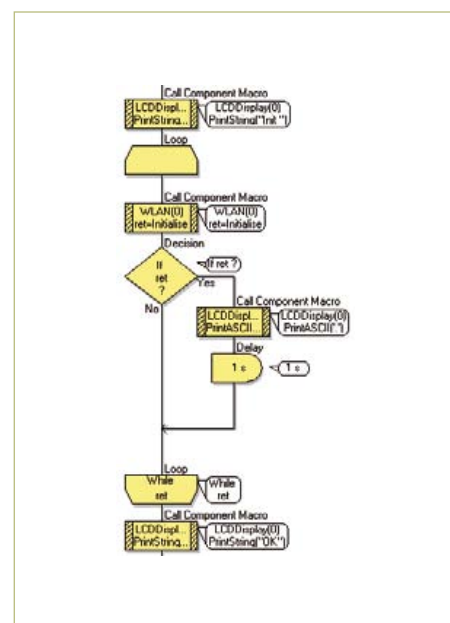 Call Component Macro
LCDDispl...
PrintString...
LCDDisplay(0)
PrintString("Init ")
Loop
Call Component Macro
WLAN(0)
ret=Initialise
WLAN(0)
ret=Initialise
Decision
If
ret
?
If ret ?
Yes
No
Call Component Macro
LCDDispl...
PrintASCII...
LCDDisplay(0)
PrintASCII(".")
Delay
1 s
1 s
Loop
While
ret
While
ret
Call Component Macro
LCDDispl...
PrintString...
LCDDisplay(0)
PrintString("OK")